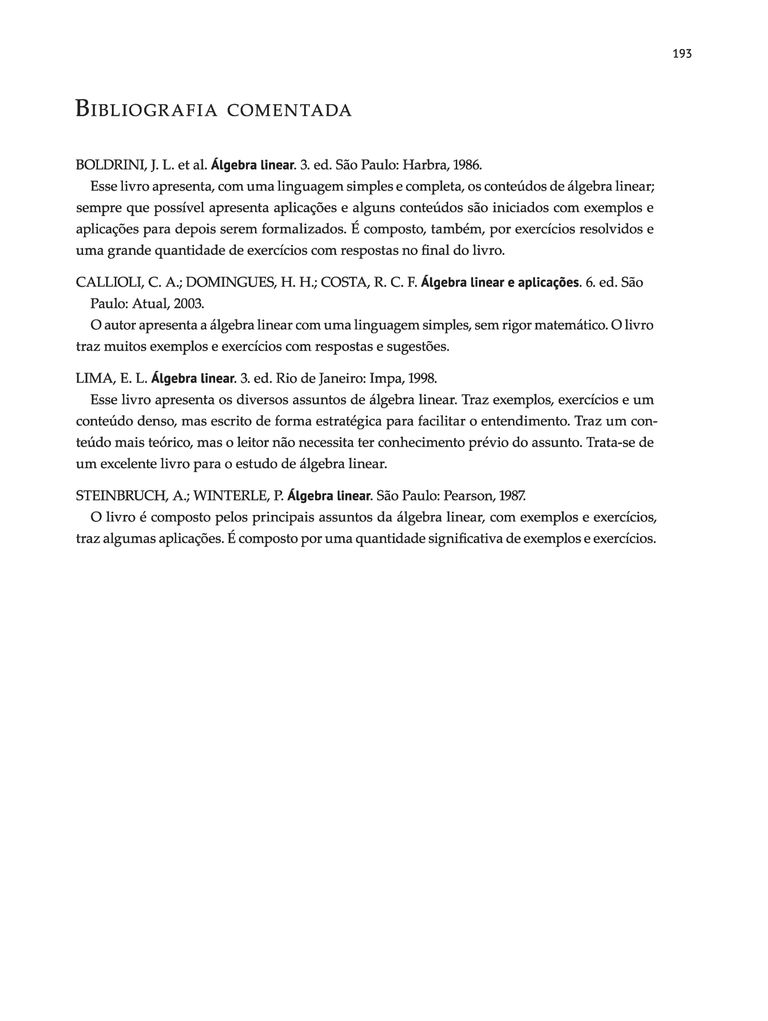 193
Bibliografia comentada
BOLDRINI, J. L. et al. Álgebra linear. 3. ed. São Paulo: Harbra, 1986.
Esse livro apresenta, com uma linguagem simples e completa, os conteúdos de álgebra linear;
sempre que possível apresenta aplicações e alguns conteúdos são iniciados com exemplos e
aplicações para depois serem formalizados. É composto, também, por exercícios resolvidos e
uma grande quantidade de exercícios com respostas no final do livro.
CALLIOLI, C. A.; DOMINGUES, H. H.; COSTA, R. C. F. Álgebra linear e aplicações. 6. ed. São
Paulo: Atual, 2003.
O autor apresenta a álgebra linear com uma linguagem simples, sem rigor matemático. O livro
traz muitos exemplos e exercícios com respostas e sugestões.
LIMA, E. L. Álgebra linear. 3. ed. Rio de Janeiro: Impa, 1998.
Esse livro apresenta os diversos assuntos de álgebra linear. Traz exemplos, exercícios e um
conteúdo denso, mas escrito de forma estratégica para facilitar o entendimento. Traz um con-
teúdo mais teórico, mas o leitor não necessita ter conhecimento prévio do assunto. Trata-se de
um excelente livro para o estudo de álgebra linear.
STEINBRUCH, A.; WINTERLE, P. Álgebra linear. São Paulo: Pearson, 1987.
O livro é composto pelos principais assuntos da álgebra linear, com exemplos e exercícios,
traz algumas aplicações. É composto por uma quantidade significativa de exemplos e exercícios.